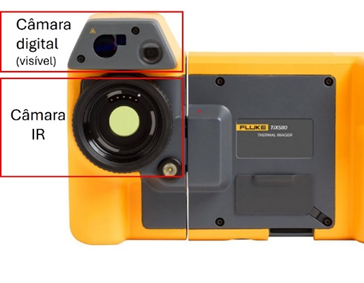 Câmara
digital
(visível)
Câmara
IR
FLUKE TiX580
THERMAL IMAGER